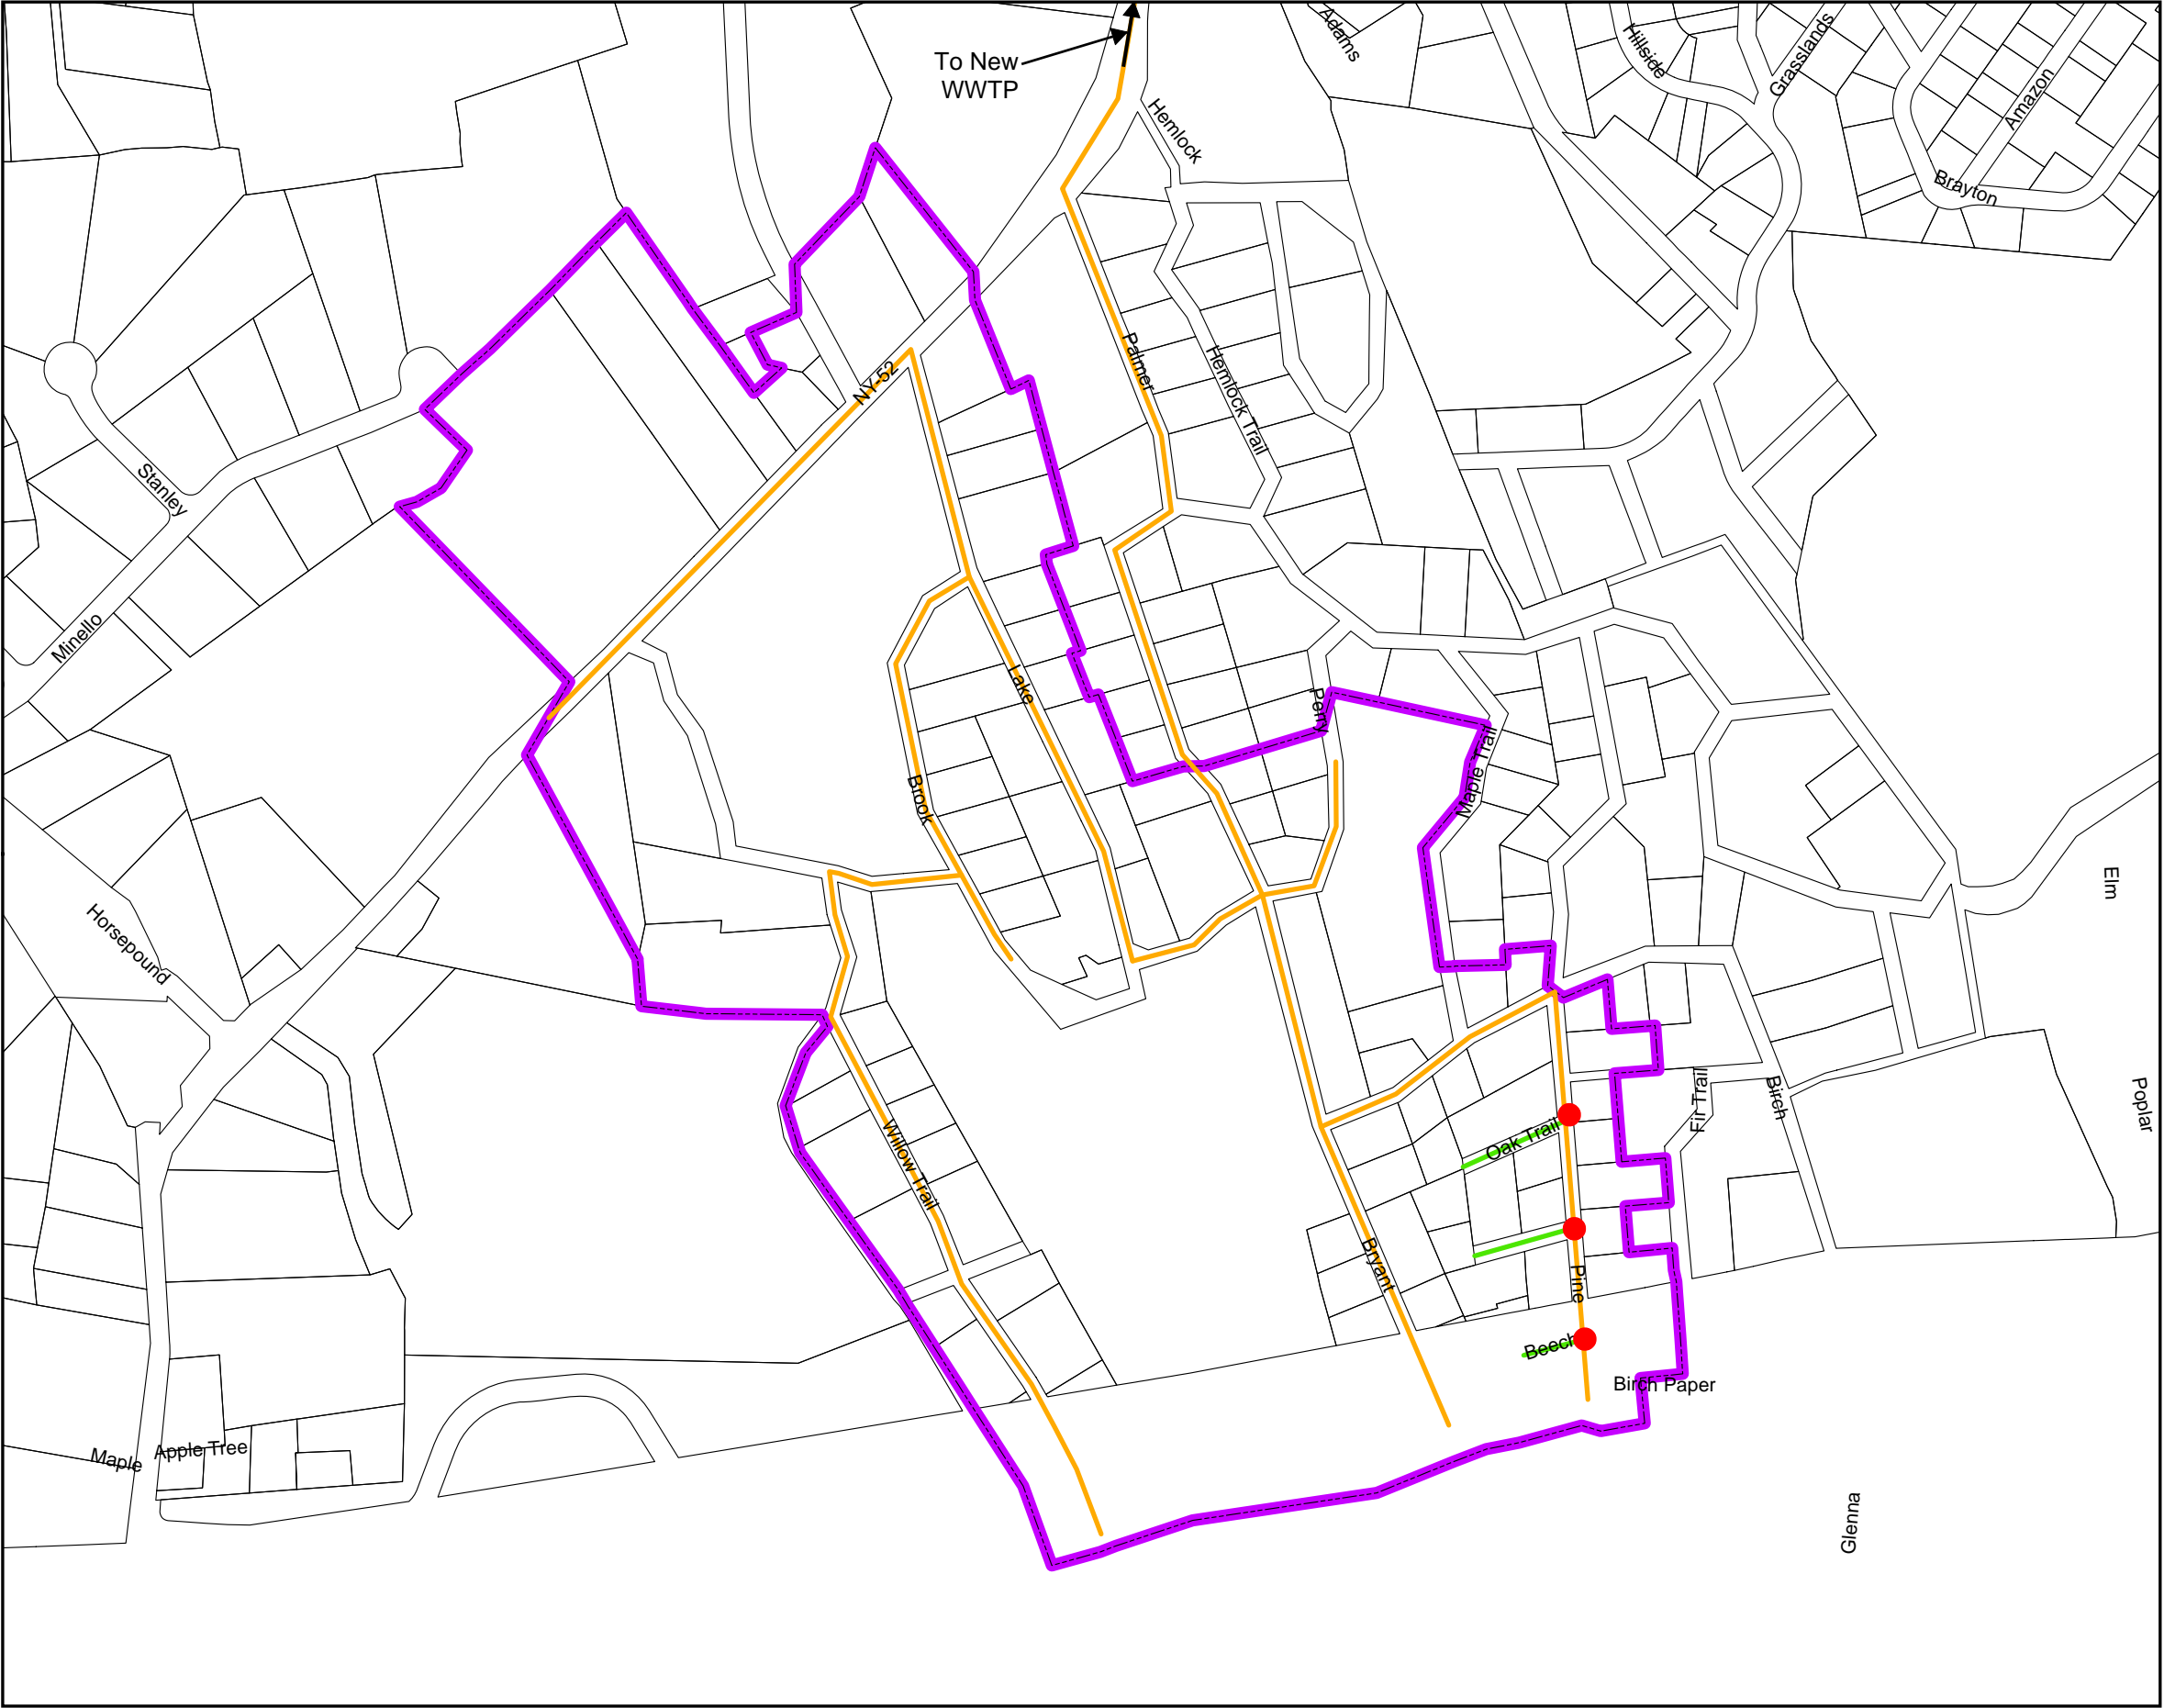 Adams
Hillside
Grasslands
To New
WWTP
Amazon
Hemlock
Brayton
NY-52
Palmer
Hemlock Trail
Stanley
Minello
Lake
Perry
Maple Trail
Brook
Elm
Horsepound
Fir Trail
Birch
Poplar
Oak Trail
Willow Trail
Bryant
Pine
Beech
Birch Paper
Maple
Apple Tree
Glenna